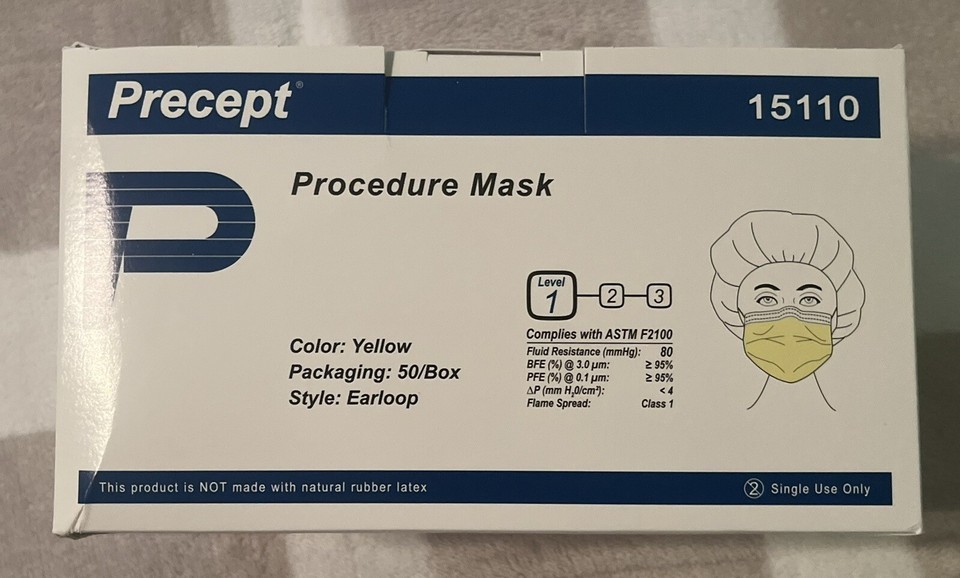 Precept®
15110
Procedure Mask
Level
1
2
3
Complies with ASTM F2100
Fluid Resistance (mmHg): 80
BFE (%) @ 3.0 µm: ≥ 95%
PFE (%) @ 0.1 µm: ≥ 95%
ΔP (mm H₂0/cm²): < 4
Flame Spread: Class 1
Color: Yellow
Packaging: 50/Box
Style: Earloop
This product is NOT made with natural rubber latex
2 Single Use Only